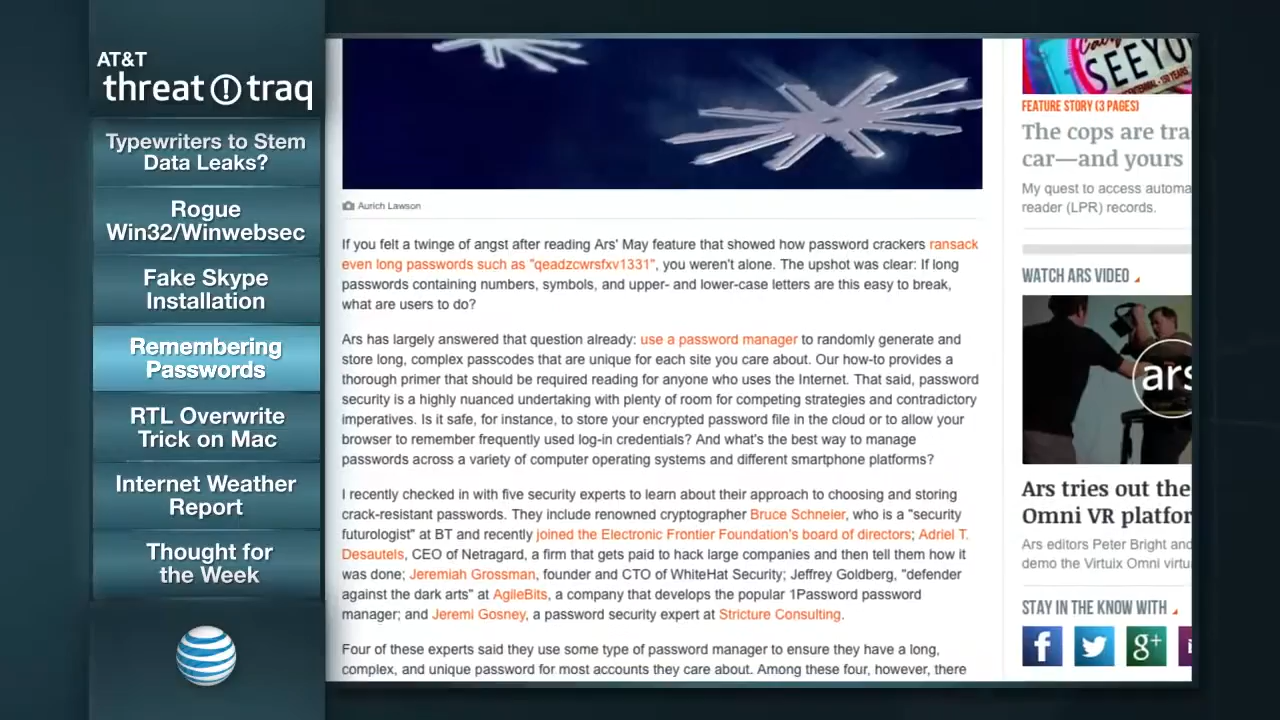 AT&T
threat traq
Typewriters to Stem
Data Leaks?
Rogue
Win32/Winwebsec
Fake Skype
Installation
Remembering
Passwords
RTL Overwrite
Trick on Mac
Internet Weather
Report
Thought for
the Week
Aurich Lawson
If you felt a twinge of angst after reading Ars' May feature that showed how password crackers ransack
even long passwords such as "qeadzcwrsfxv1331", you weren't alone. The upshot was clear: If long
passwords containing numbers, symbols, and upper- and lower-case letters are this easy to break,
what are users to do?
Ars has largely answered that question already: use a password manager to randomly generate and
store long, complex passcodes that are unique for each site you care about. Our how-to provides a
thorough primer that should be required reading for anyone who uses the Internet. That said, password
security is a highly nuanced undertaking with plenty of room for competing strategies and contradictory
imperatives. Is it safe, for instance, to store your encrypted password file in the cloud or to allow your
browser to remember frequently used log-in credentials? And what's the best way to manage
passwords across a variety of computer operating systems and different smartphone platforms?
I recently checked in with five security experts to learn about their approach to choosing and storing
crack-resistant passwords. They include renowned cryptographer Bruce Schneier, who is a "security
futurologist" at BT and recently joined the Electronic Frontier Foundation's board of directors; Adriel T.
Desautels, CEO of Netragard, a firm that gets paid to hack large companies and then tell them how it
was done; Jeremiah Grossman, founder and CTO of WhiteHat Security; Jeffrey Goldberg, "defender
against the dark arts" at AgileBits, a company that develops the popular 1Password password
manager; and Jeremi Gosney, a password security expert at Stricture Consulting.
Four of these experts said they use some type of password manager to ensure they have a long,
complex, and unique password for most accounts they care about. Among these four, however, there
SEEYO
FEATURE STORY (3 PAGES)
The cops are tra
car—and yours
My quest to access automa
reader (LPR) records.
WATCH ARS VIDEO
ars
Ars tries out the
Omni VR platfor
Ars editors Peter Bright and
demo the Virtuix Omni virtu
STAY IN THE KNOW WITH
f
g+